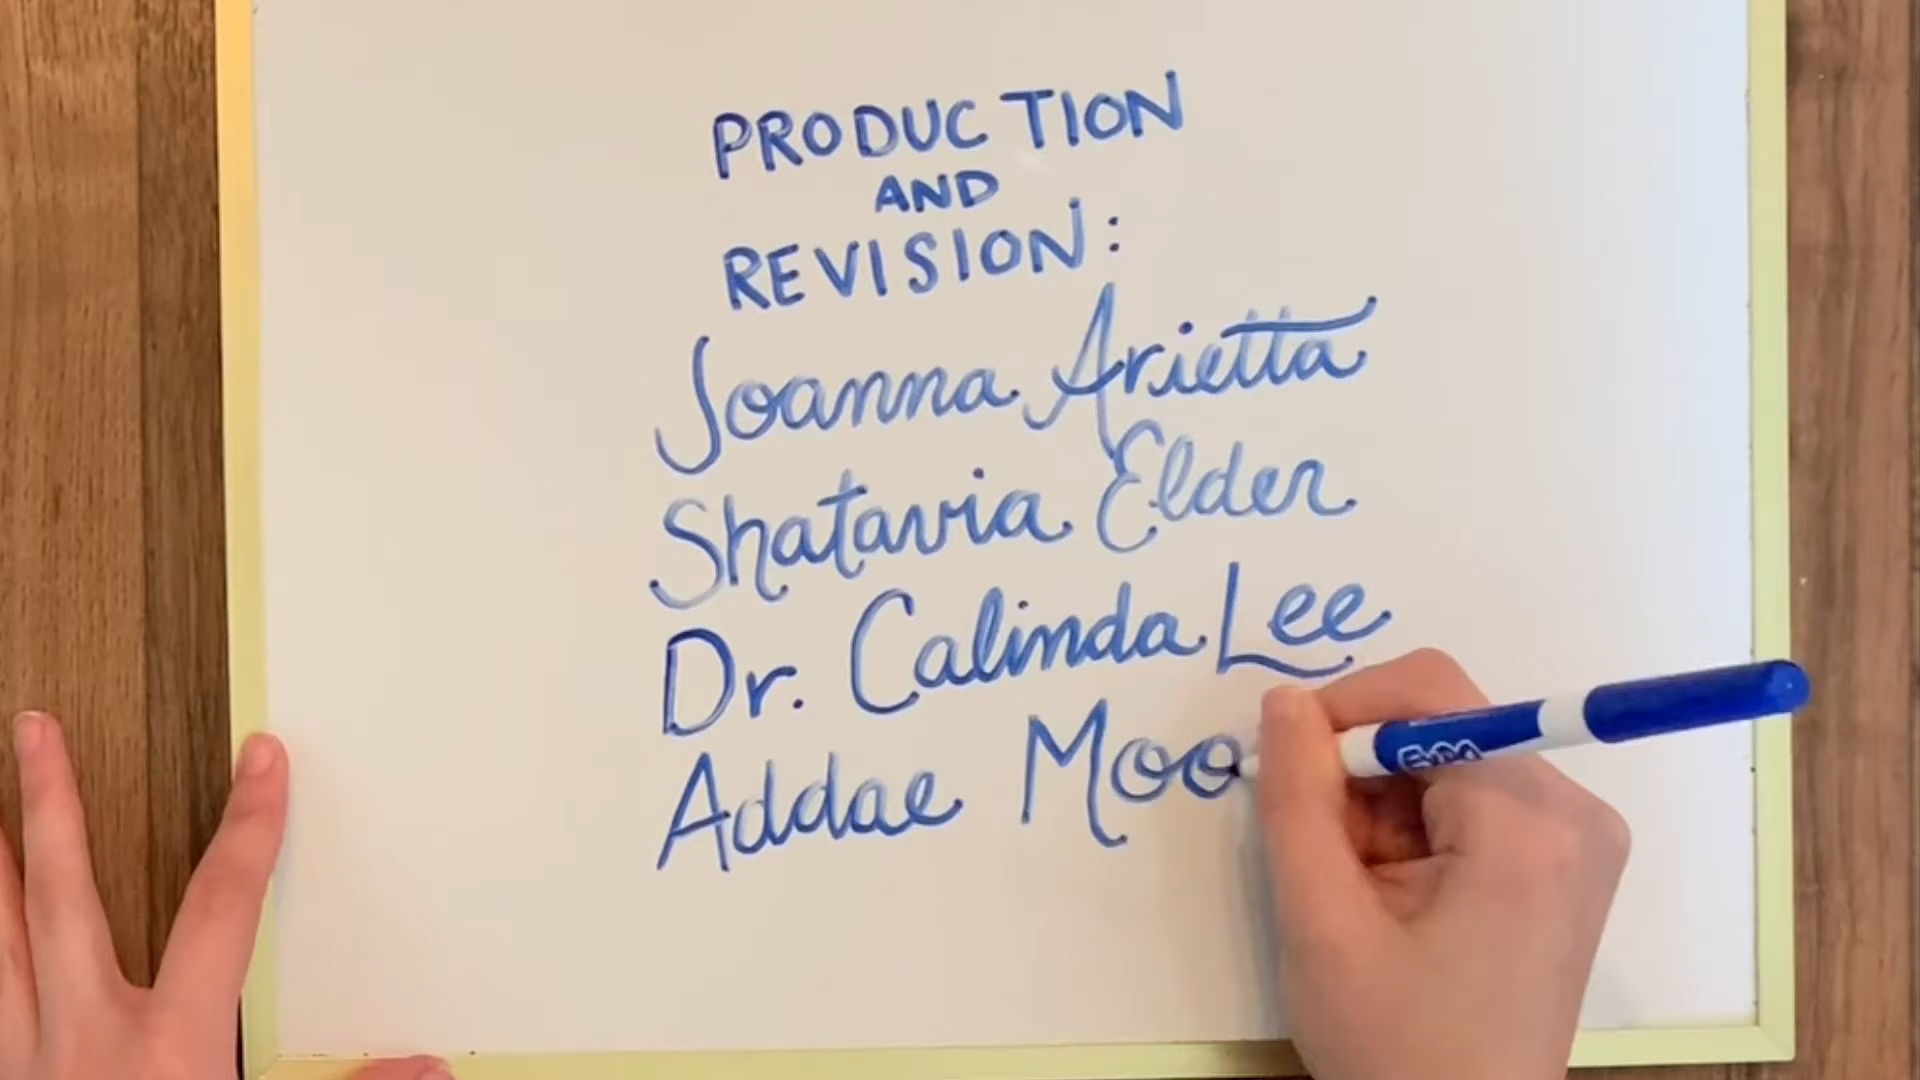 PRODUCTION
AND
REVISION:
Joanna Arietta
Shatavia Elder
Dr. Calinda Lee
Addae Moo